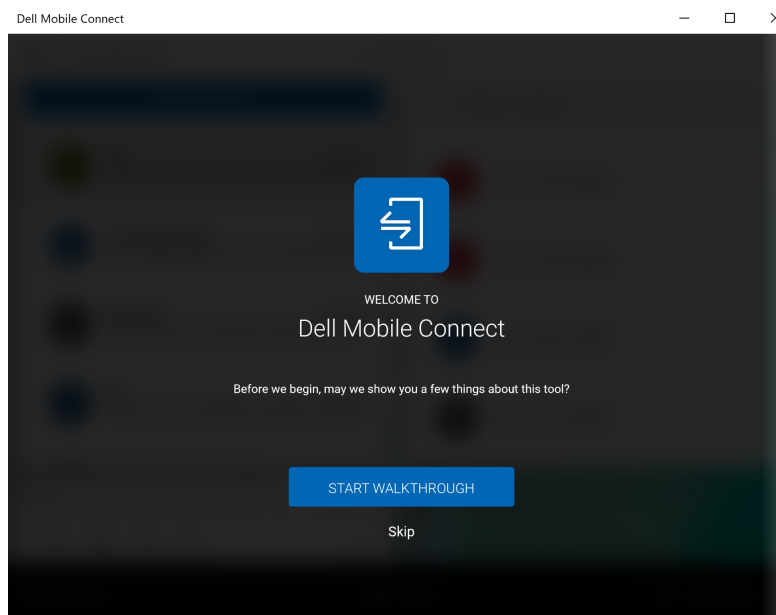 Dell Mobile Connect
WELCOME TO
Dell Mobile Connect
Before we begin, may we show you a few things about this tool?
START WALKTHROUGH
Skip